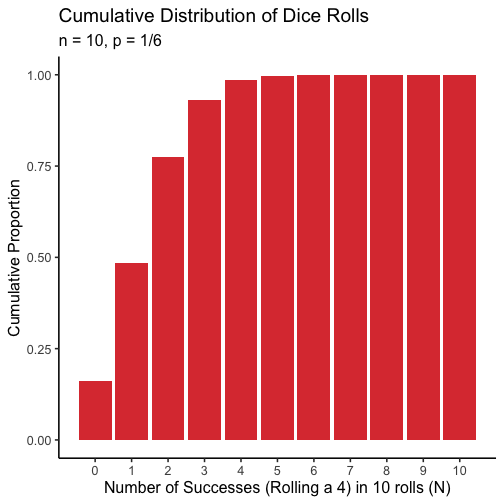 Cumulative Distribution of Dice Rolls
n = 10, p = 1/6
Cumulative Proportion
1.00
0.75
0.50
0.25
0.00
0 1 2 3 4 5 6 7 8 9 10
Number of Successes (Rolling a 4) in 10 rolls (N)